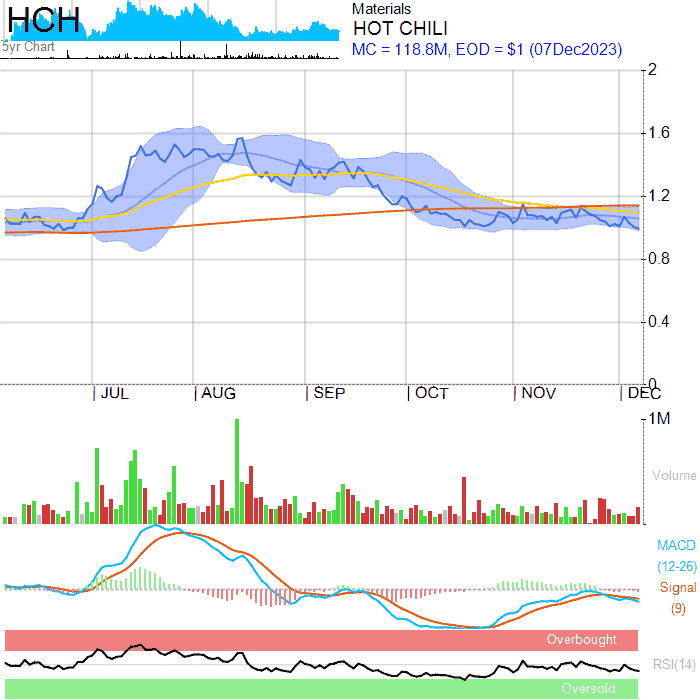 HCH
5yr Chart
Materials
HOT CHILI
MC = 118.8M, EOD = $1 (07Dec2023)
2
1.6
1.2
0.8
0.4
0
JUL AUG SEP OCT NOV DEC
1M
Volume
MACD
(12-26)
Signal
(9)
Overbought
RSI(14)
Oversold